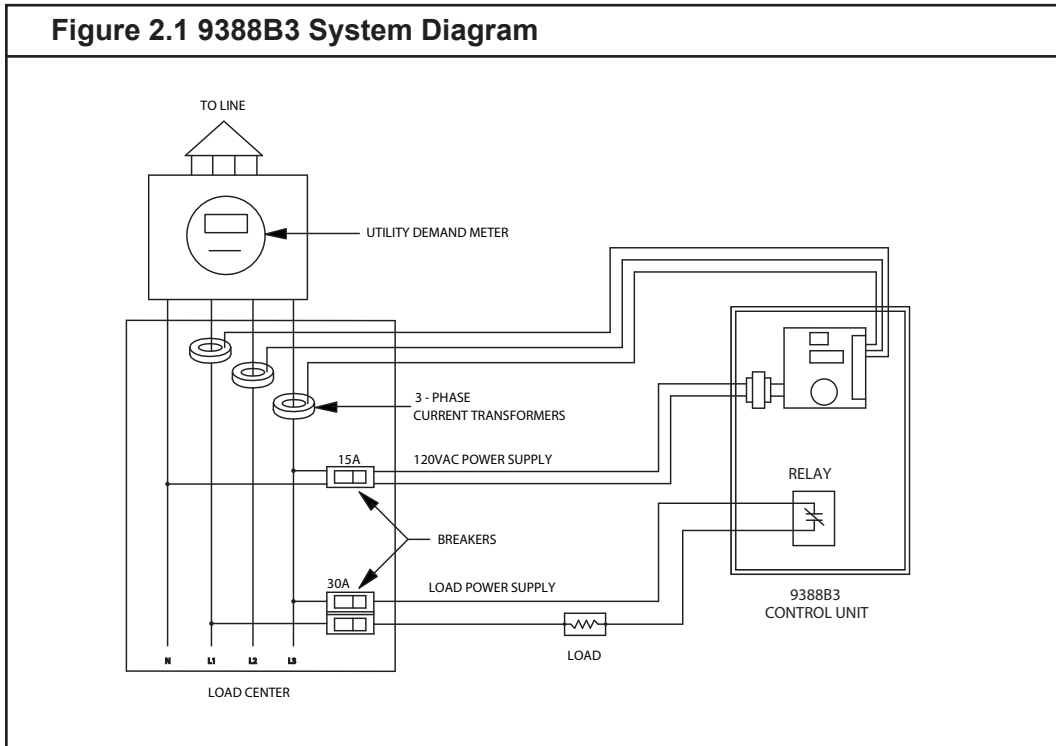 Figure 2.1 9388B3 System Diagram
TO LINE
UTILITY DEMAND METER
3 - PHASE
CURRENT TRANSFORMERS
15A
120VAC POWER SUPPLY
RELAY
BREAKERS
30A
LOAD POWER SUPPLY
9388B3
CONTROL UNIT
LOAD
N
L1
L2
L3
LOAD CENTER